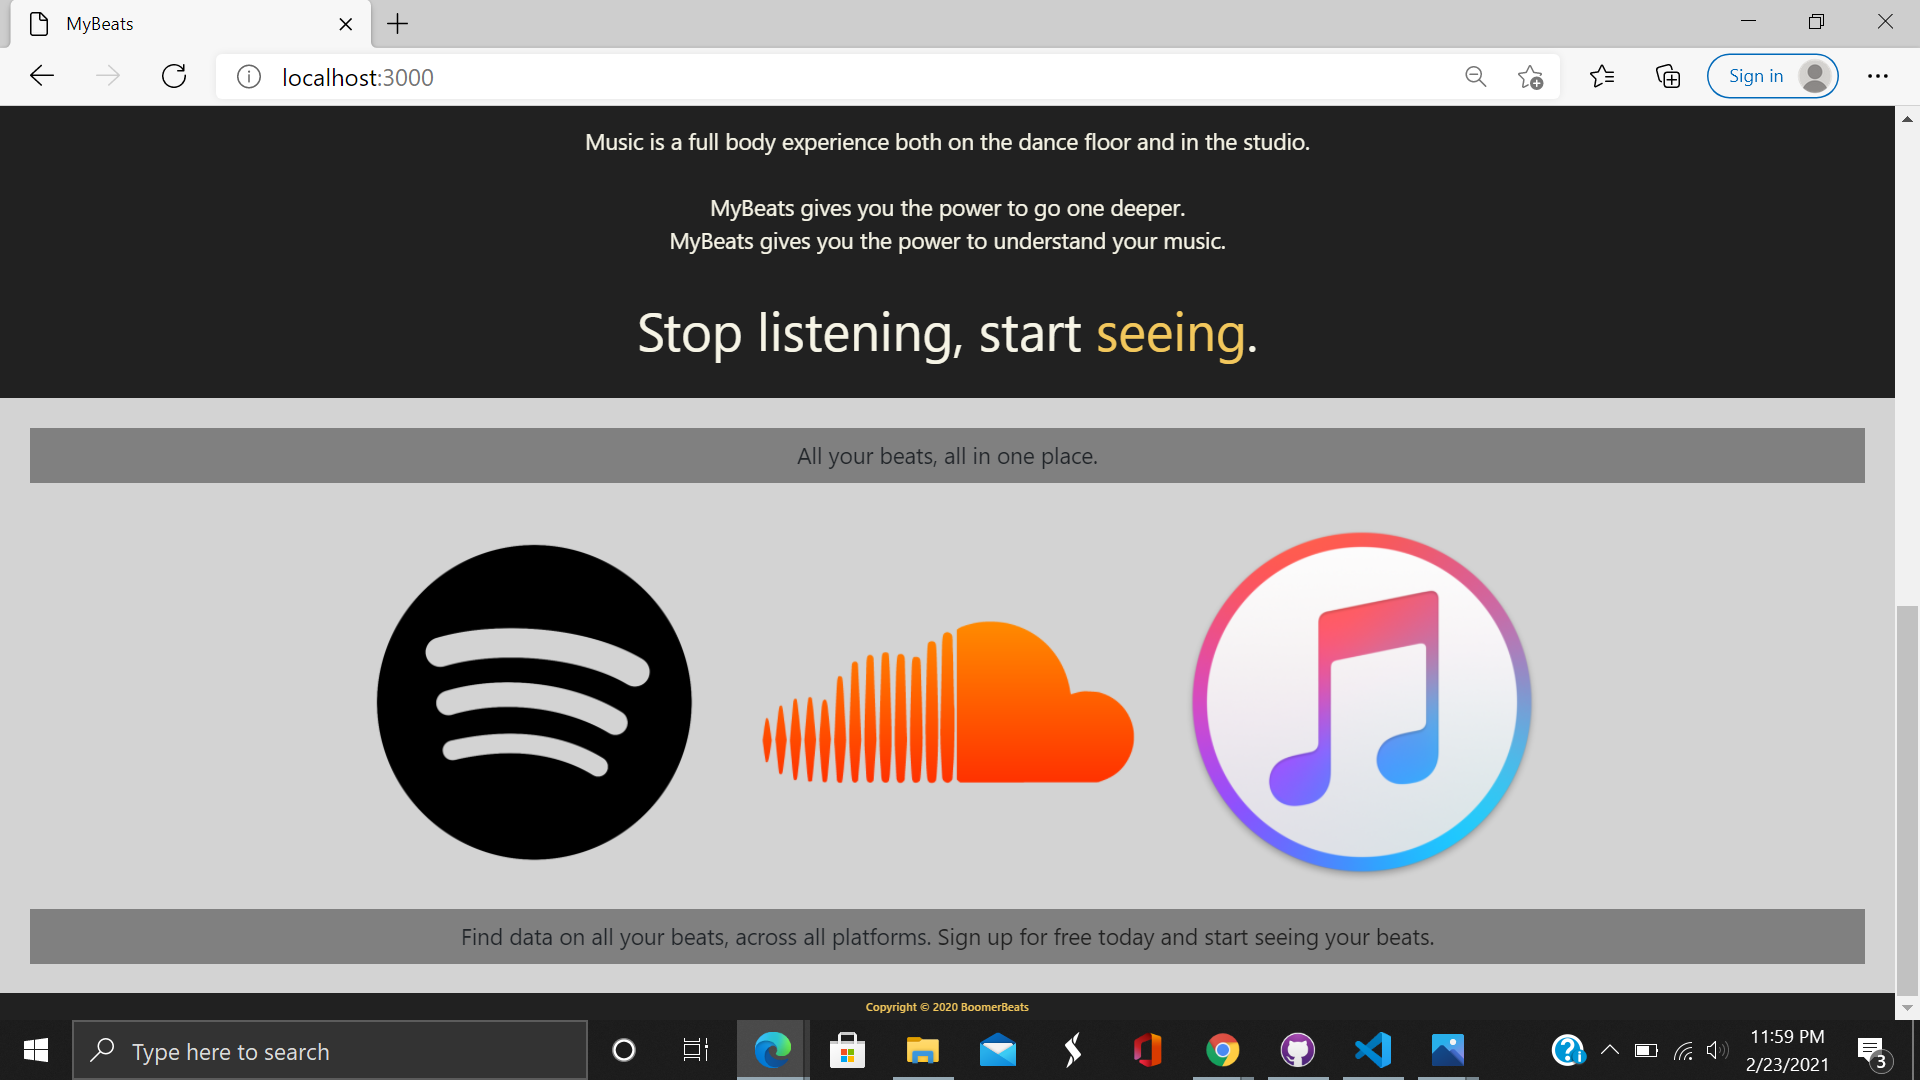 MyBeats
localhost:3000
Sign in
Music is a full body experience both on the dance floor and in the studio.
MyBeats gives you the power to go one deeper.
MyBeats gives you the power to understand your music.
Stop listening, start seeing.
All your beats, all in one place.
Find data on all your beats, across all platforms. Sign up for free today and start seeing your beats.
Copyright © 2020 BoomerBeats
Type here to search
11:59 PM
2/23/2021
3